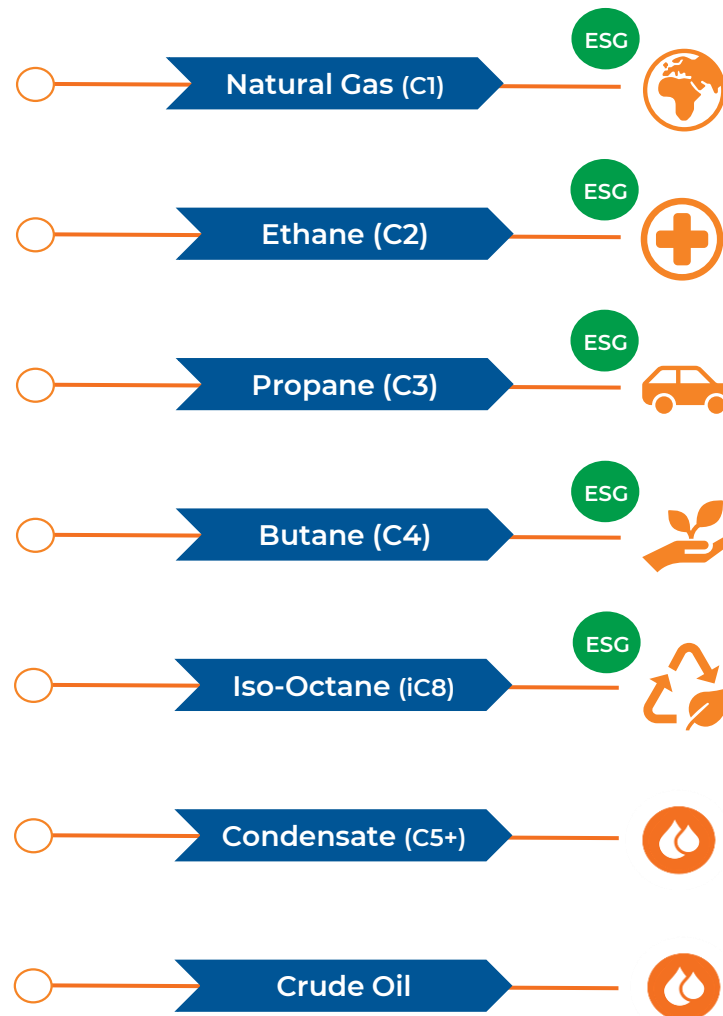 ESG
Natural Gas (C1)
ESG
Ethane (C2)
ESG
Propane (C3)
ESG
Butane (C4)
ESG
Iso-Octane (iC8)
Condensate (C5+)
Crude Oil